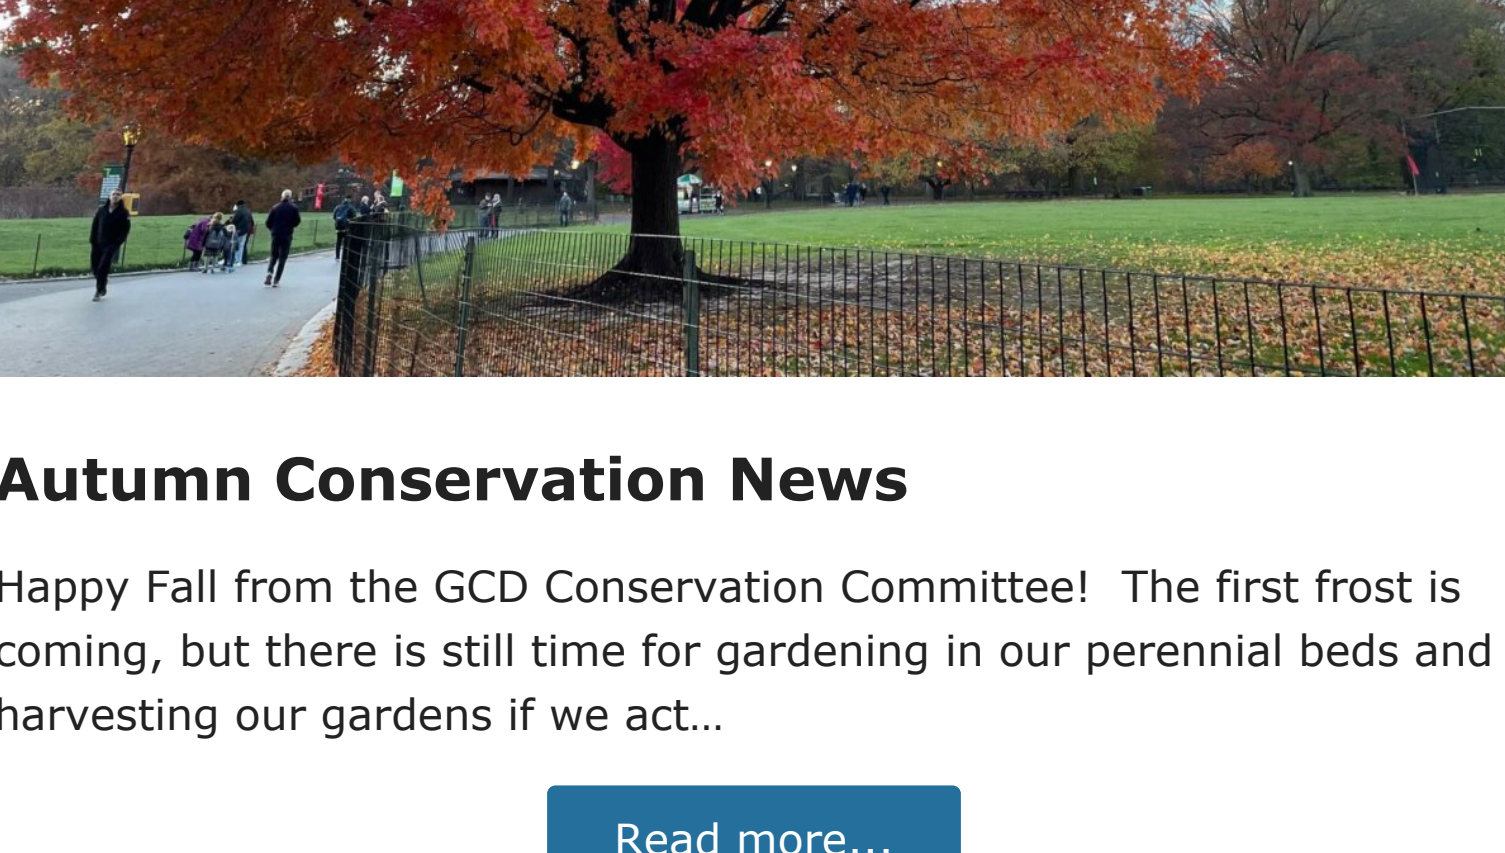 Autumn Conservation News
Happy Fall from the GCD Conservation Committee!  The first frost is
coming, but there is still time for gardening in our perennial beds and
harvesting our gardens if we act...
Read more...